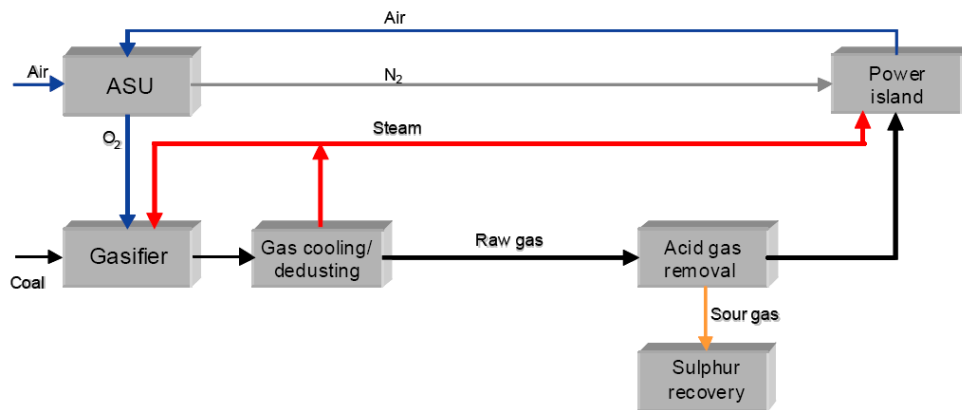 Air
Air
ASU
N₂
Power
island
O₂
Steam
Gasifier
Gas cooling/
dedusting
Raw gas
Acid gas
removal
Coal
Sour gas
Sulphur
recovery